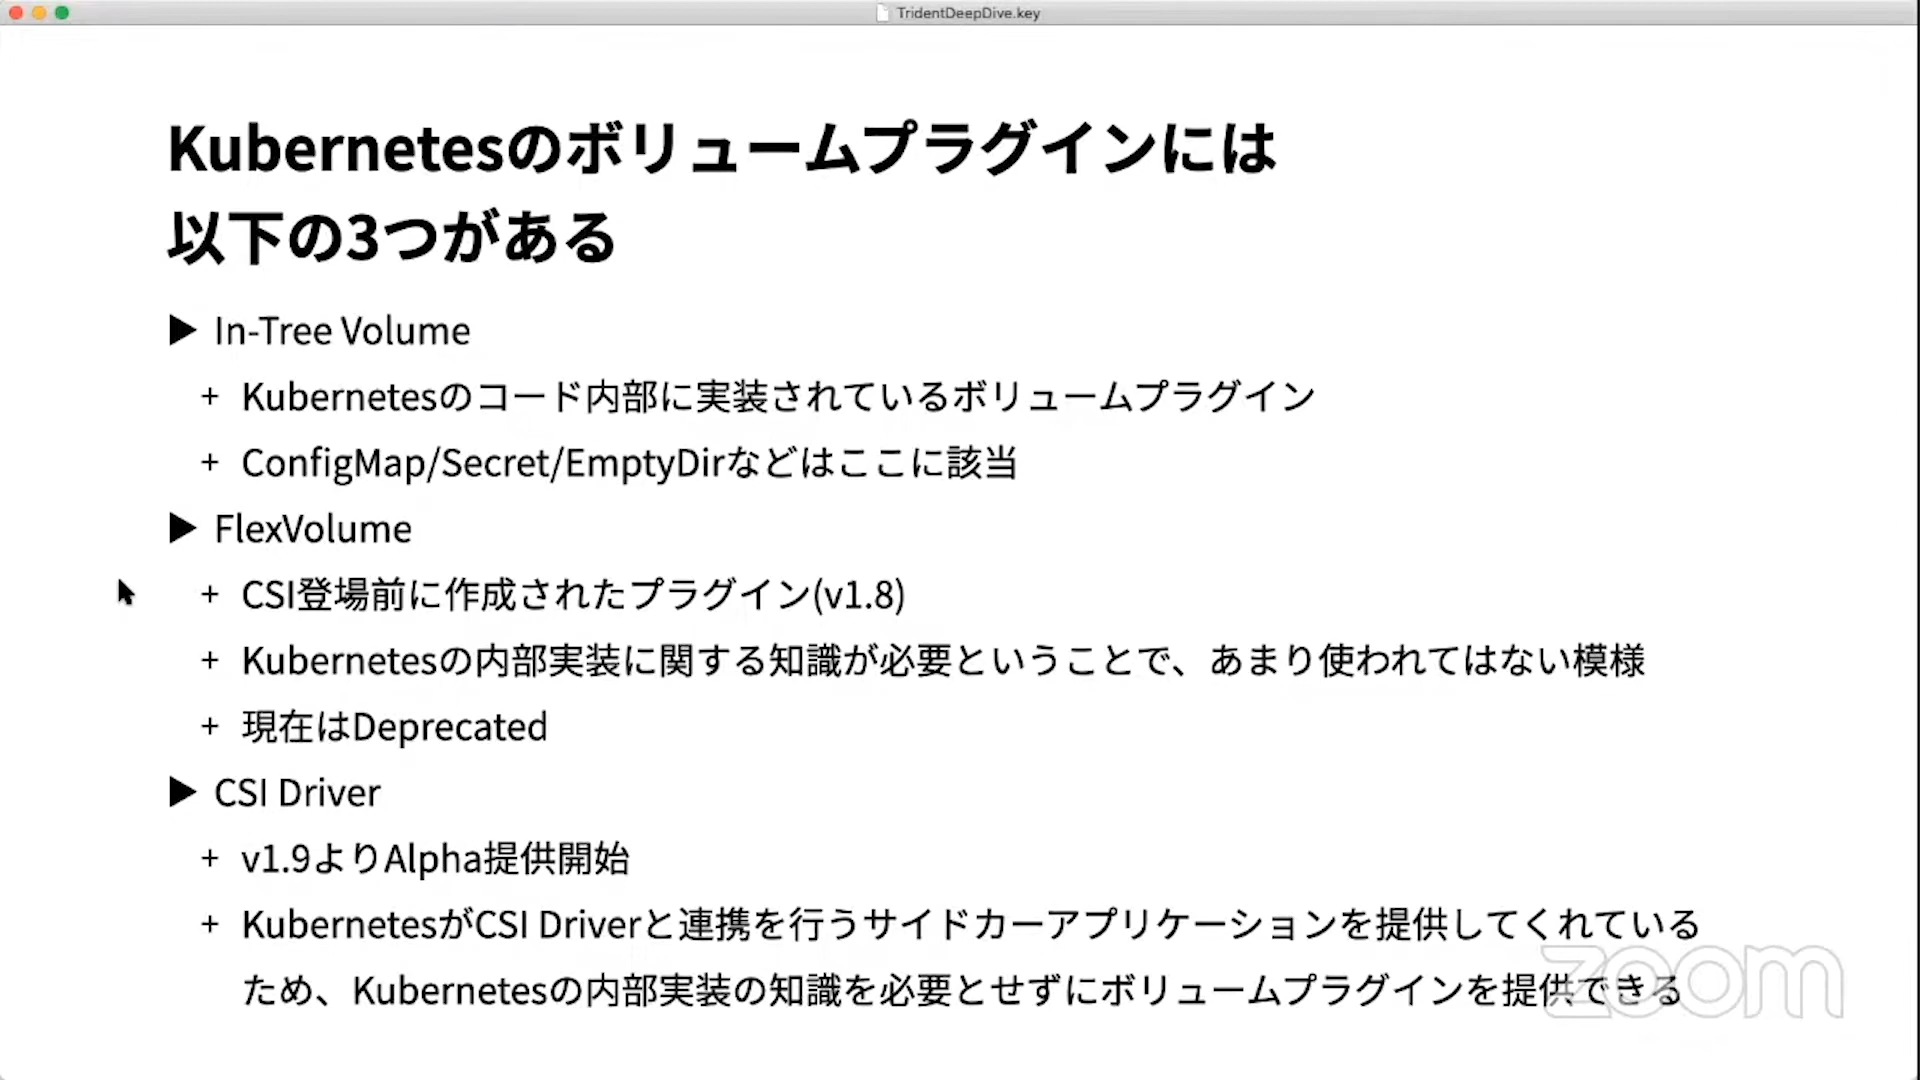 TridentDeepDive.key
Kubernetesのボリュームプラグインには
以下の3つがある
▶ In-Tree Volume
+ Kubernetesのコード内部に実装されているボリュームプラグイン
+ ConfigMap/Secret/EmptyDirなどはここに該当
▶ FlexVolume
+ CSI登場前に作成されたプラグイン(v1.8)
+ Kubernetesの内部実装に関する知識が必要ということで、あまり使われてはない模様
+ 現在はDeprecated
▶ CSI Driver
+ v1.9よりAlpha提供開始
+ KubernetesがCSI Driverと連携を行うサイドカーアプリケーションを提供してくれている
ため、Kubernetesの内部実装の知識を必要とせずにボリュームプラグインを提供できる
zoom